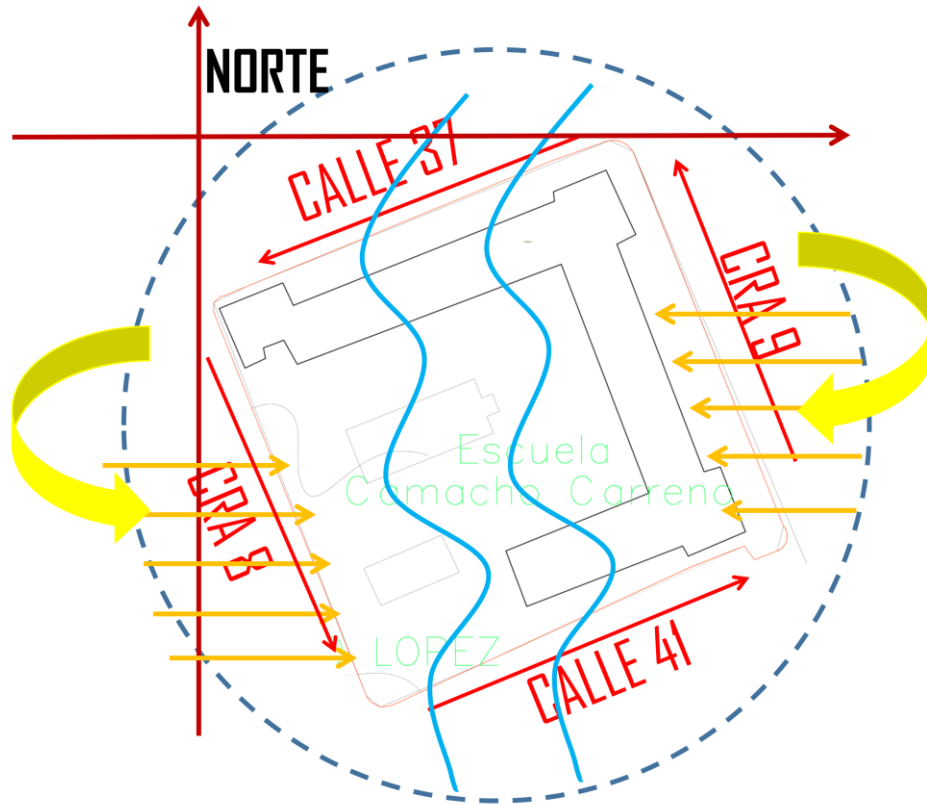 NORTE
CALLE 37
CRA 9
Escuela
Camacho Carreno
CRA 8
LOPEZ
CALLE 41